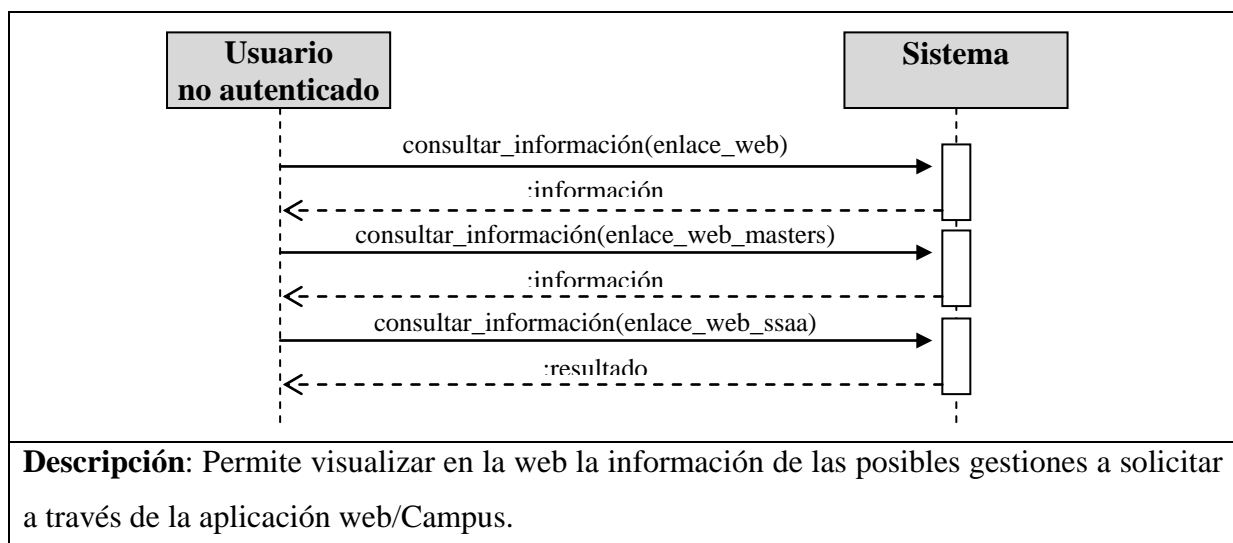 Usuario
no autenticado
Sistema
consultar_información(enlace_web)
:información
consultar_información(enlace_web_masters)
:información
consultar_información(enlace_web_ssaa)
:resultado
Descripción: Permite visualizar en la web la información de las posibles gestiones a solicitar
a través de la aplicación web/Campus.